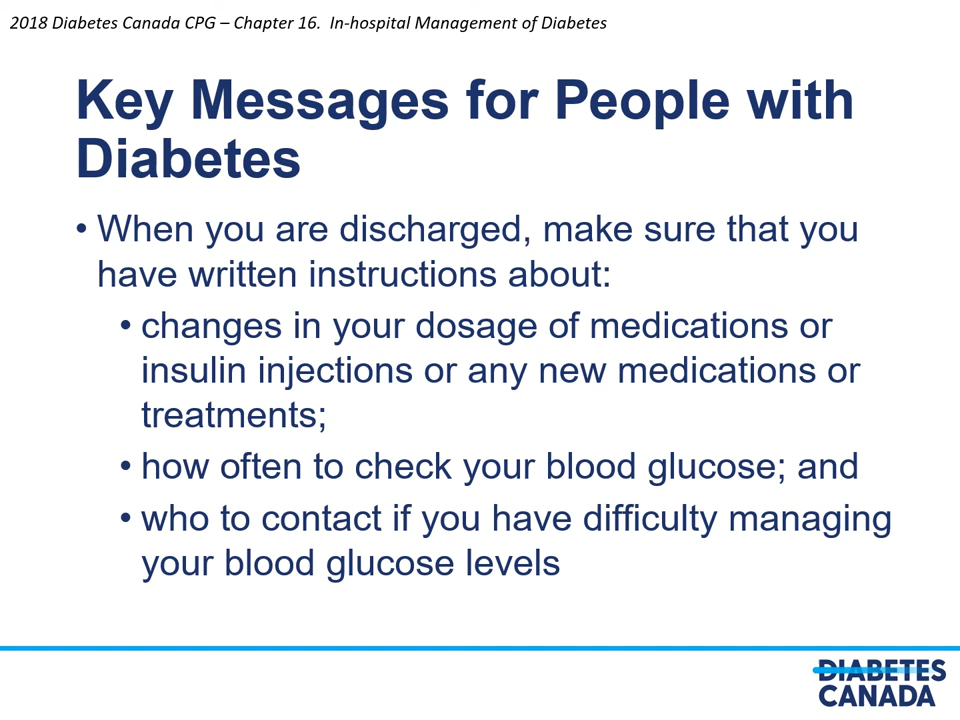 2018 Diabetes Canada CPG – Chapter 16.  In-hospital Management of Diabetes
Key Messages for People with
Diabetes
• When you are discharged, make sure that you
have written instructions about:
• changes in your dosage of medications or
insulin injections or any new medications or
treatments;
• how often to check your blood glucose; and
• who to contact if you have difficulty managing
your blood glucose levels
DIABETES
CANADA